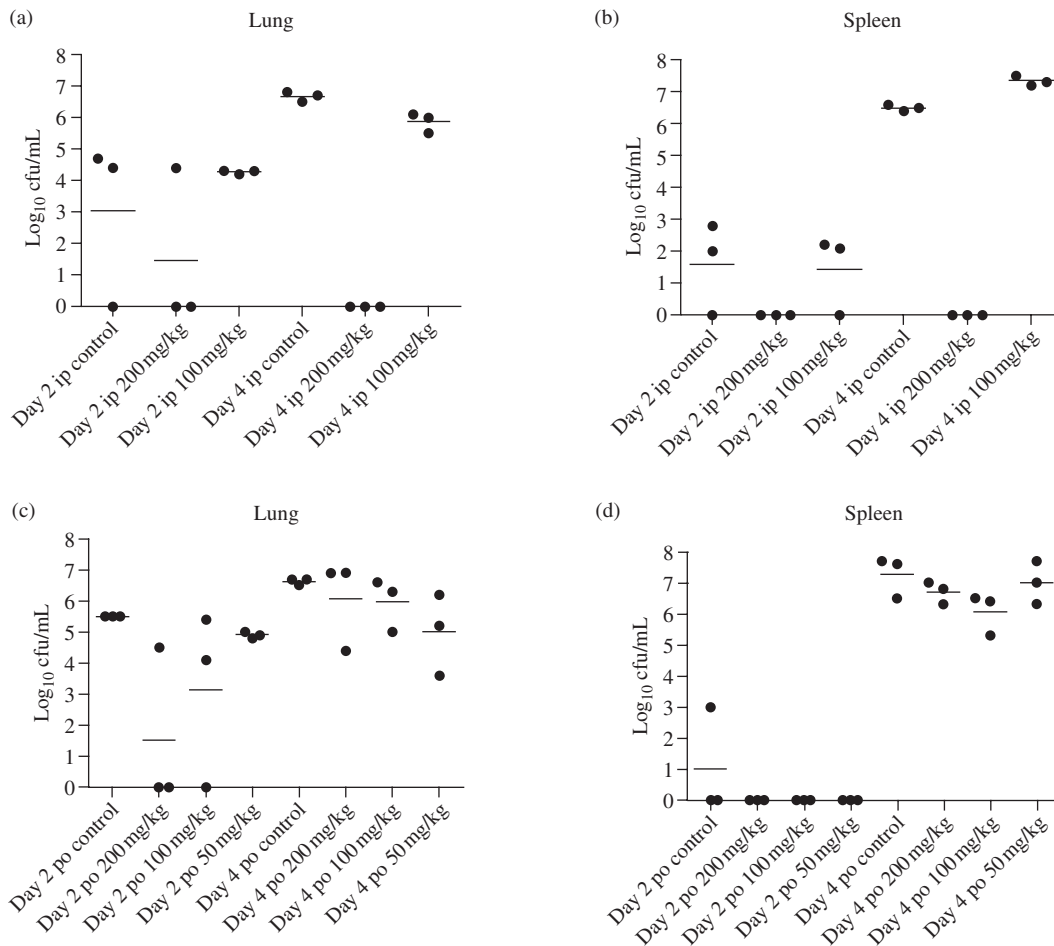 (a)
Lung
8
7
6
5
4
3
2
1
0
Log10 cfu/mL
Day 2 ip control
Day 2 ip 200 mg/kg
Day 2 ip 100 mg/kg
Day 4 ip control
Day 4 ip 200 mg/kg
Day 4 ip 100 mg/kg
(b)
Spleen
8
7
6
5
4
3
2
1
0
Log10 cfu/mL
Day 2 ip control
Day 2 ip 200 mg/kg
Day 2 ip 100 mg/kg
Day 4 ip control
Day 4 ip 200 mg/kg
Day 4 ip 100 mg/kg
(c)
Lung
8
7
6
5
4
3
2
1
0
Log10 cfu/mL
Day 2 po control
Day 2 po 200 mg/kg
Day 2 po 100 mg/kg
Day 2 po 50 mg/kg
Day 4 po control
Day 4 po 200 mg/kg
Day 4 po 100 mg/kg
Day 4 po 50 mg/kg
(d)
Spleen
8
7
6
5
4
3
2
1
0
Log10 cfu/mL
Day 2 po control
Day 2 po 200 mg/kg
Day 2 po 100 mg/kg
Day 2 po 50 mg/kg
Day 4 po control
Day 4 po 200 mg/kg
Day 4 po 100 mg/kg
Day 4 po 50 mg/kg